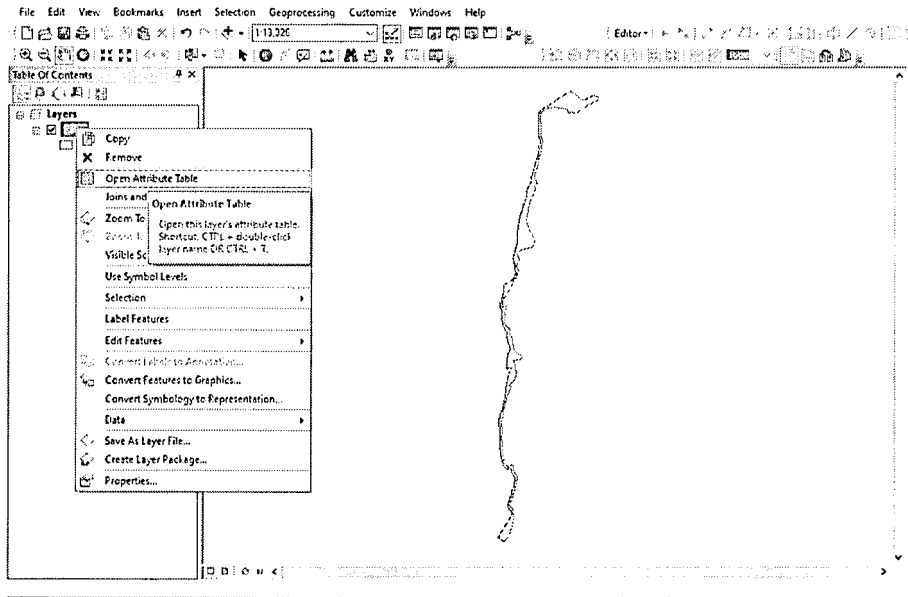 File Edit View Bookmarks Insert Selection Geoprocessing Customize Windows Help
Editor
Table Of Contents
Layers
Copy
Remove
Open Attribute Table
Joins and
Zoom To
Visible Sc
Use Symbol Levels
Selection
Label Features
Edit Features
Convert Labels to Annotation...
Convert Features to Graphics...
Convert Symbology to Representation...
Data
Save As Layer File...
Create Layer Package...
Properties...
Open Attribute Table
Open this layer's attribute table.
Shortcut: CTRL + double-click
layer name OR CTRL + T.